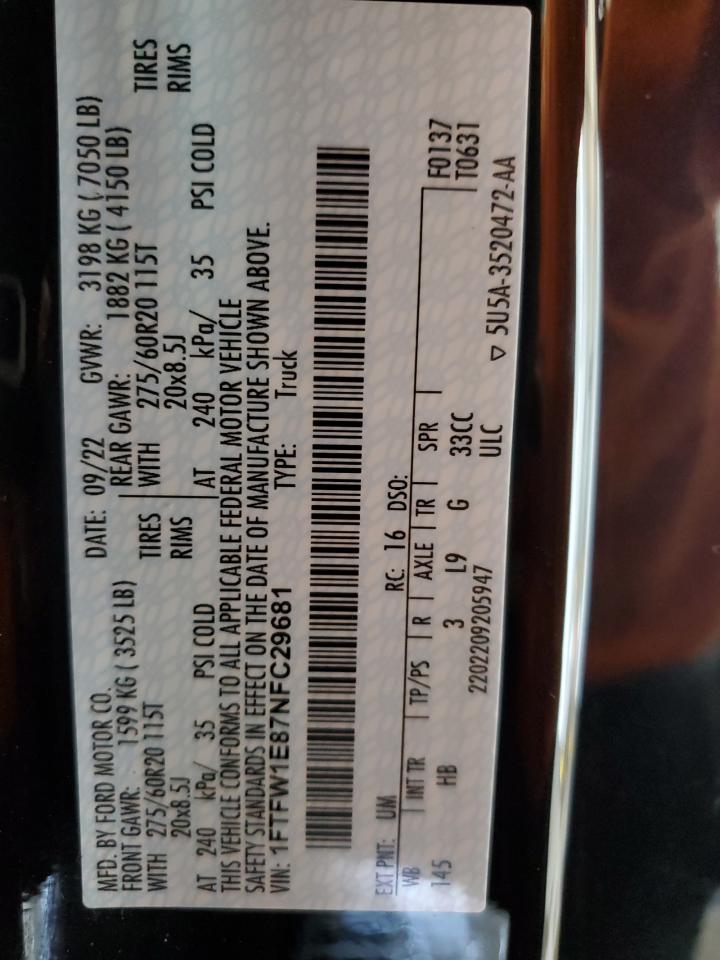 MFD. BY FORD MOTOR CO.
DATE: 09/22 GVWR: 3198 KG ( 7050 LB)
FRONT GAWR: 1599 KG ( 3525 LB)
REAR GAWR: 1882 KG ( 4150 LB)
WITH 275/60R20 115T TIRES
WITH 275/60R20 115T TIRES
20x8.5J RIMS
20x8.5J RIMS
AT 240 kPa/ 35 PSI COLD
AT 240 kPa/ 35 PSI COLD
THIS VEHICLE CONFORMS TO ALL APPLICABLE FEDERAL MOTOR VEHICLE
SAFETY STANDARDS IN EFFECT ON THE DATE OF MANUFACTURE SHOWN ABOVE.
VIN: 1FTFW1E87NFC29681 TYPE: Truck
EXT PNT: UM RC: 16 DSO:
WB INT TR TP/PS R AXLE TR SPR F0137
145 HB 3 L9 G 33CC T0631
2202209205947 ULC
▽ 5U5A-3520472-AA